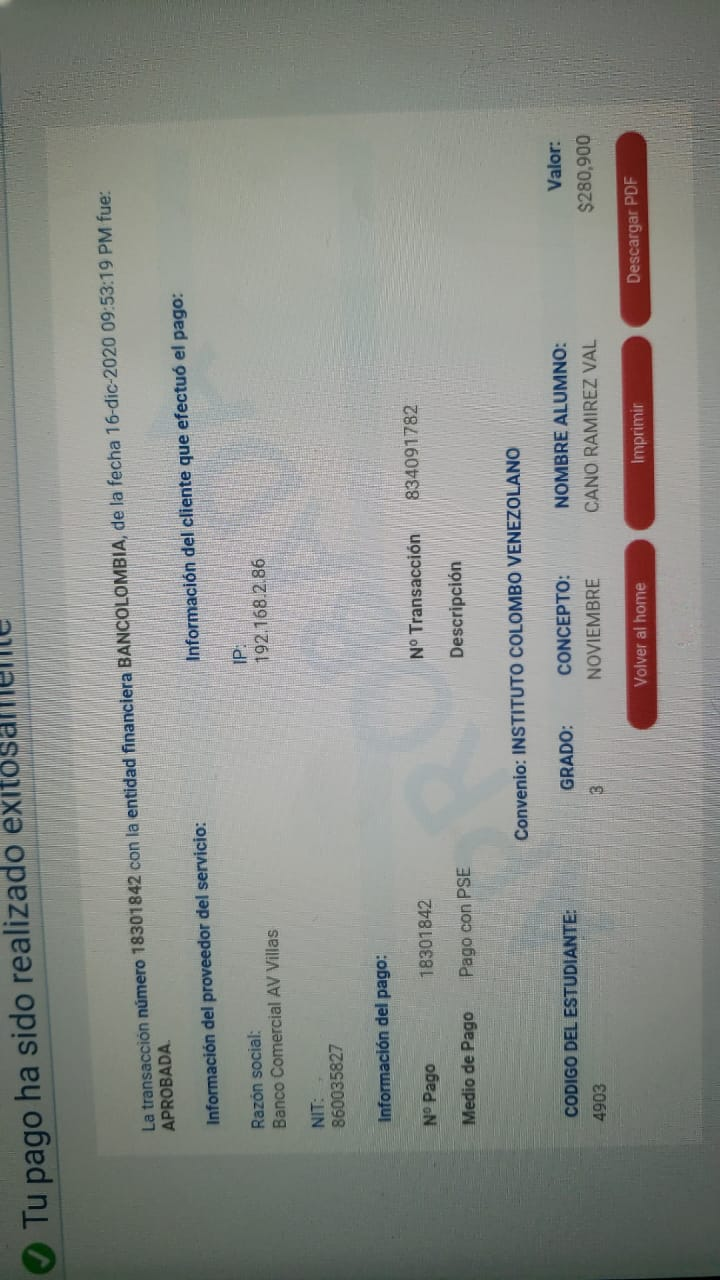 Tu pago ha sido realizado exitosamente
La transacción número 18301842 con la entidad financiera BANCOLOMBIA, de la fecha 16-dic-2020 09:53:19 PM fue:
APROBADA.
Información del proveedor del servicio:
Información del cliente que efectuó el pago:
Razón social:
Banco Comercial AV Villas
IP:
192.168.2.86
NIT:
860035827
Información del pago:
Nº Pago 18301842 Nº Transacción 834091782
Medio de Pago Pago con PSE Descripción
Convenio: INSTITUTO COLOMBO VENEZOLANO
CODIGO DEL ESTUDIANTE: GRADO: CONCEPTO: NOMBRE ALUMNO: Valor:
4903 3 NOVIEMBRE CANO RAMIREZ VAL $280,900
Volver al home Imprimir Descargar PDF